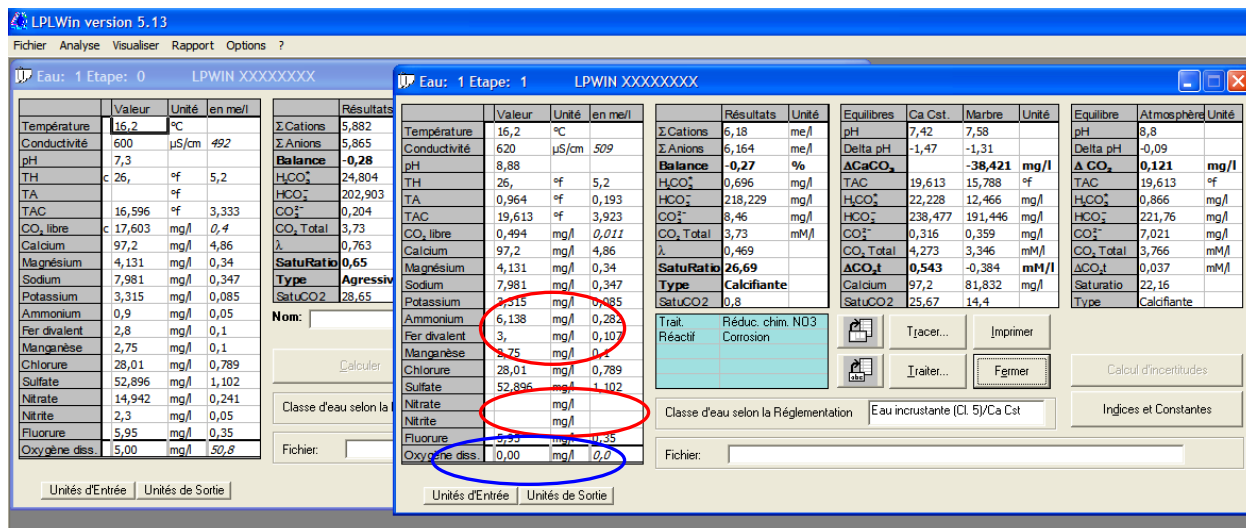 LPLWin version 5.13
Fichier Analyse Visualiser Rapport Options ?
Eau: 1 Etape: 0 LPWIN XXXXXXXX
Valeur Unité en me/l Résultats
Température 16,2 °C ΣCations 5,882
Conductivité 600 µS/cm 492 ΣAnions 5,865
pH 7,3 Balance -0,28
TH c 26, °f 5,2 H₂CO₃* 24,804
TA °f HCO₃⁻ 202,903
TAC 16,596 °f 3,333 CO₃²⁻ 0,204
CO₂ libre c 17,603 mg/l 0,4 CO₂ Total 3,73
Calcium 97,2 mg/l 4,86 λ 0,763
Magnésium 4,131 mg/l 0,34 SatuRatio 0,65
Sodium 7,981 mg/l 0,347 Type Agressiv
Potassium 3,315 mg/l 0,085 SatuCO2 28,65
Ammonium 0,9 mg/l 0,05 Nom:
Fer divalent 2,8 mg/l 0,1
Manganèse 2,75 mg/l 0,1
Chlorure 28,01 mg/l 0,789 Calculer
Sulfate 52,896 mg/l 1,102
Nitrate 14,942 mg/l 0,241
Nitrite 2,3 mg/l 0,05 Classe d'eau selon la
Fluorure 5,95 mg/l 0,35
Oxygène diss. 5,00 mg/l 50,8 Fichier:
Unités d'Entrée Unités de Sortie
Eau: 1 Etape: 1 LPWIN XXXXXXXX
Valeur Unité en me/l Résultats Unité Equilibres Ca Cst. Marbre Unité Equilibre Atmosphère Unité
Température 16,2 °C ΣCations 6,18 me/l pH 7,42 7,58 pH 8,8
Conductivité 620 µS/cm 509 ΣAnions 6,164 me/l Delta pH -1,47 -1,31 Delta pH -0,09
pH 8,88 Balance -0,27 % ΔCaCO₃ -38,421 mg/l Δ CO₂ 0,121 mg/l
TH 26, °f 5,2 H₂CO₃* 0,696 mg/l TAC 19,613 15,788 °f TAC 19,613 °f
TA 0,964 °f 0,193 HCO₃⁻ 218,229 mg/l H₂CO₃* 22,228 12,466 mg/l H₂CO₃* 0,866 mg/l
TAC 19,613 °f 3,923 CO₃²⁻ 8,46 mg/l HCO₃⁻ 238,477 191,446 mg/l HCO₃⁻ 221,76 mg/l
CO₂ libre 0,494 mg/l 0,011 CO₂ Total 3,73 mM/l CO₃²⁻ 0,316 0,359 mg/l CO₃²⁻ 7,021 mg/l
Calcium 97,2 mg/l 4,86 λ 0,469 CO₂ Total 4,273 3,346 mM/l CO₂ Total 3,766 mM/l
Magnésium 4,131 mg/l 0,34 SatuRatio 26,69 ΔCO₂t 0,543 -0,384 mM/l ΔCO₂t 0,037 mM/l
Sodium 7,981 mg/l 0,347 Type Calcifiante Calcium 97,2 81,832 mg/l Saturatio 22,16
Potassium 3,315 mg/l 0,085 SatuCO2 0,8 SatuCO2 25,67 14,4 Type Calcifiante
Ammonium 6,138 mg/l 0,282 Trait. Réduc. chim. NO3
Fer divalent 3, mg/l 0,107 Réactif Corrosion Tracer... Imprimer
Manganèse 2,75 mg/l 0,1
Chlorure 28,01 mg/l 0,789 abc Traiter... Fermer Calcul d'incertitudes
Sulfate 52,896 mg/l 1,102
Nitrate mg/l
Nitrite mg/l Classe d'eau selon la Réglementation Eau incrustante (Cl. 5)/Ca Cst Indices et Constantes
Fluorure 5,95 mg/l 0,35
Oxygène diss. 0,00 mg/l 0,0 Fichier:
Unités d'Entrée Unités de Sortie